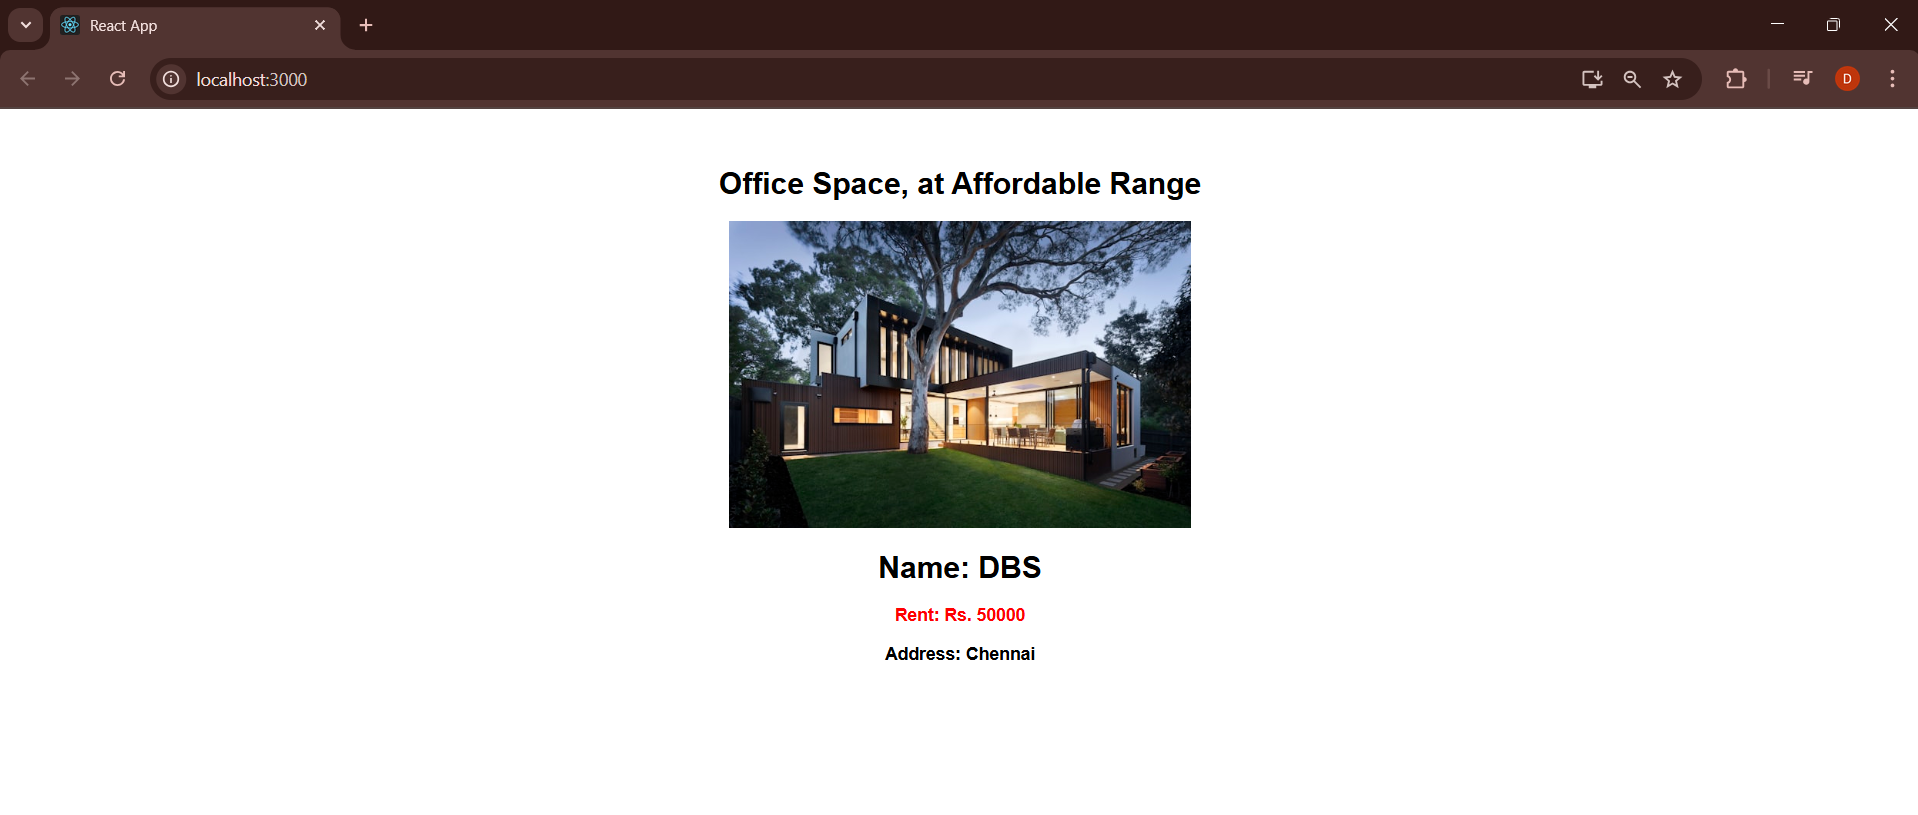 React App
localhost:3000
D
Office Space, at Affordable Range
Name: DBS
Rent: Rs. 50000
Address: Chennai